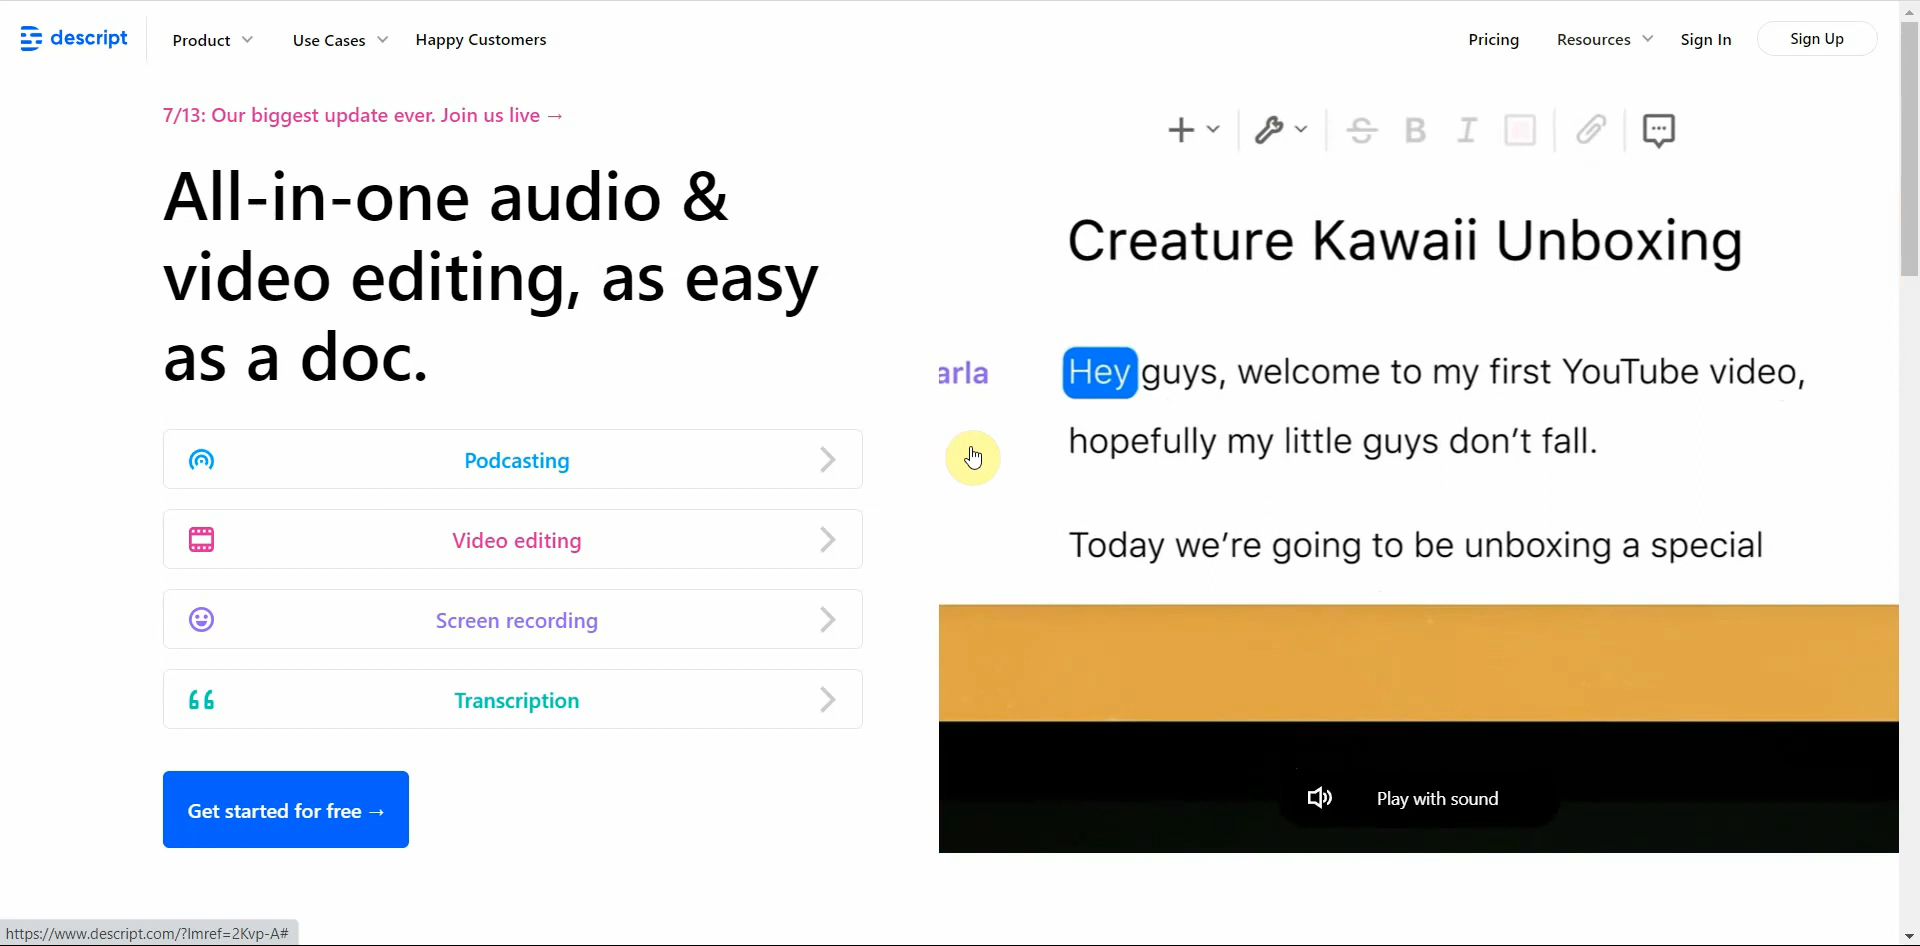 descript
Product
Use Cases
Happy Customers
Pricing
Resources
Sign In
Sign Up
7/13: Our biggest update ever. Join us live →
All-in-one audio &
video editing, as easy
as a doc.
Podcasting
Video editing
Screen recording
Transcription
Get started for free →
B I
Creature Kawaii Unboxing
arla
Hey guys, welcome to my first YouTube video,
hopefully my little guys don't fall.
Today we're going to be unboxing a special
Play with sound
https://www.descript.com/?lmref=2Kvp-A#